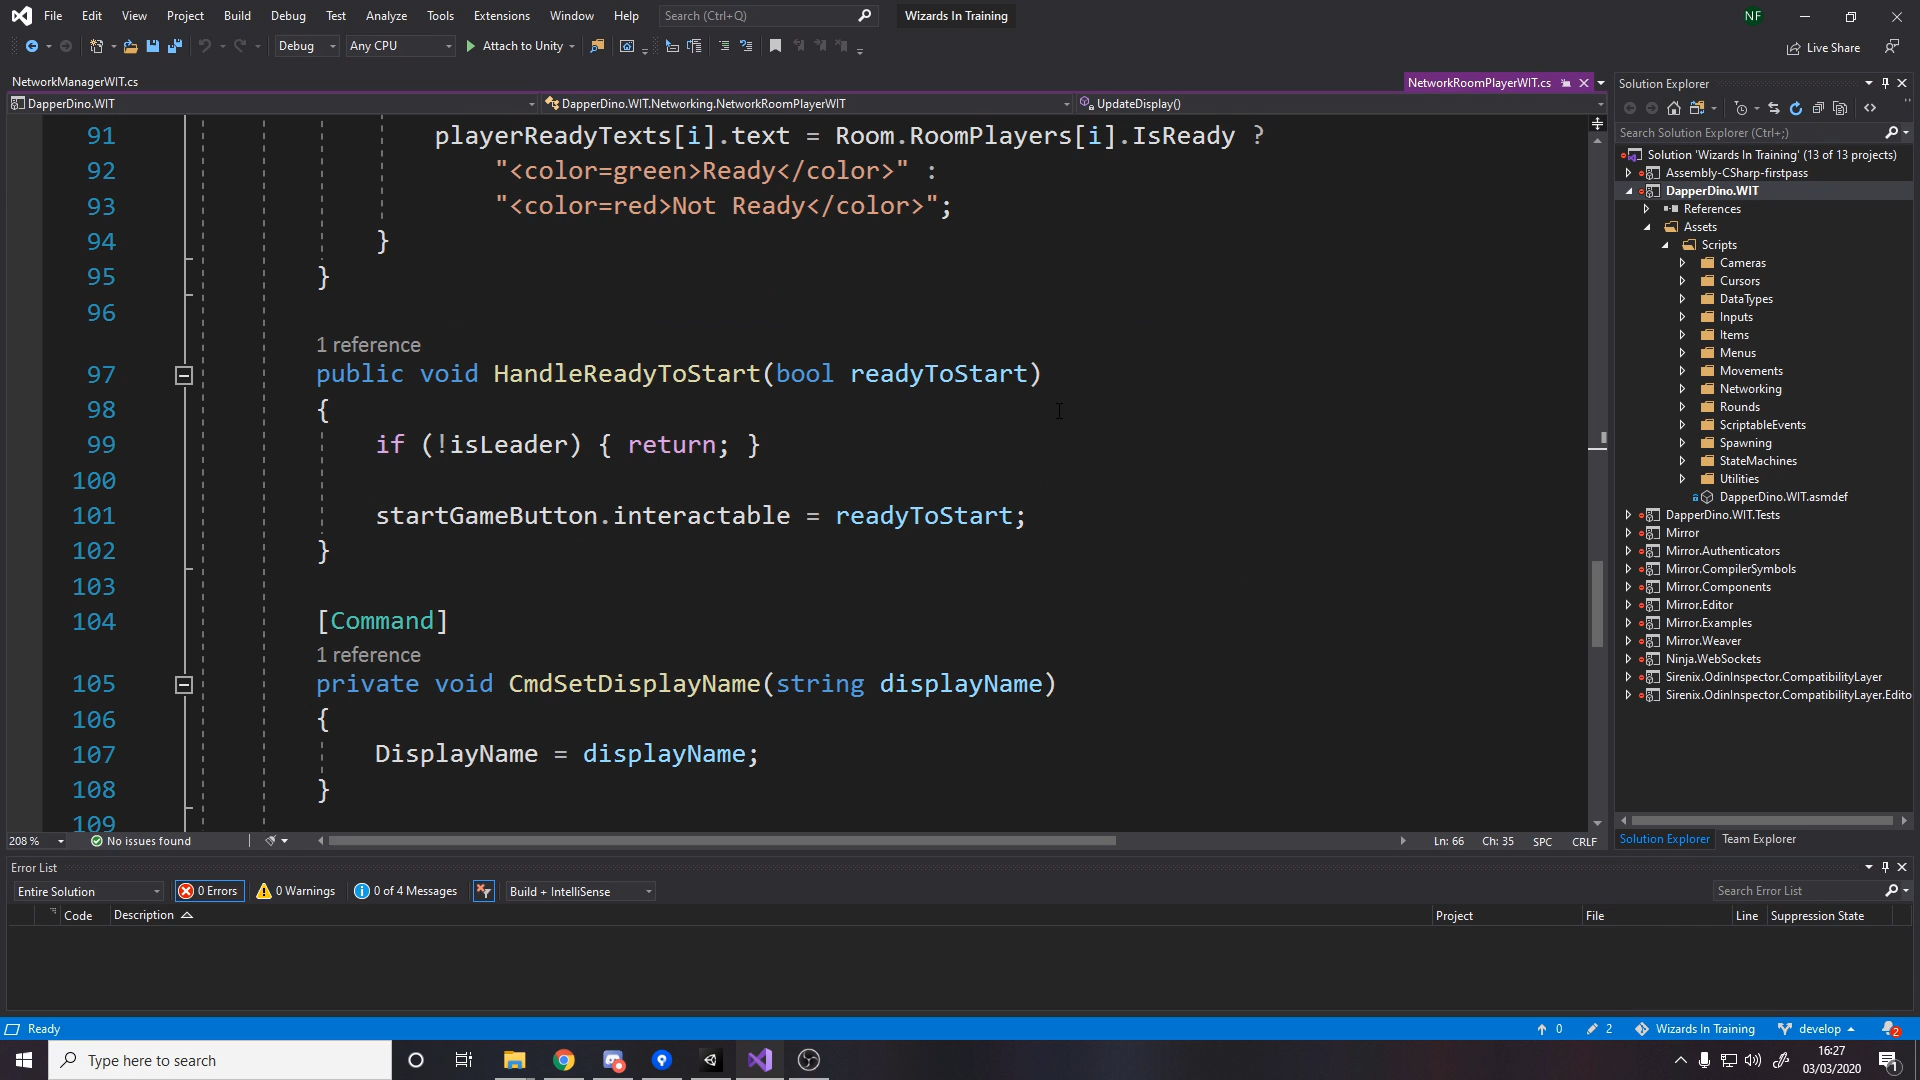 File Edit View Project Build Debug Test Analyze Tools Extensions Window Help Search (Ctrl+Q) Wizards In Training NF
Debug Any CPU Attach to Unity Live Share
NetworkManagerWIT.cs NetworkRoomPlayerWIT.cs
DapperDino.WIT DapperDino.WIT.Networking.NetworkRoomPlayerWIT UpdateDisplay()
91 playerReadyTexts[i].text = Room.RoomPlayers[i].IsReady ?
92 "<color=green>Ready</color>" :
93 "<color=red>Not Ready</color>";
94 }
95 }
96
1 reference
97 public void HandleReadyToStart(bool readyToStart)
98 {
99 if (!isLeader) { return; }
100
101 startGameButton.interactable = readyToStart;
102 }
103
104 [Command]
1 reference
105 private void CmdSetDisplayName(string displayName)
106 {
107 DisplayName = displayName;
108 }
109
208 % No issues found Ln: 66 Ch: 35 SPC CRLF
Solution Explorer
Search Solution Explorer (Ctrl+;)
Solution 'Wizards In Training' (13 of 13 projects)
Assembly-CSharp-firstpass
DapperDino.WIT
References
Assets
Scripts
Cameras
Cursors
DataTypes
Inputs
Items
Menus
Movements
Networking
Rounds
ScriptableEvents
Spawning
StateMachines
Utilities
DapperDino.WIT.asmdef
DapperDino.WIT.Tests
Mirror
Mirror.Authenticators
Mirror.CompilerSymbols
Mirror.Components
Mirror.Editor
Mirror.Examples
Mirror.Weaver
Ninja.WebSockets
Sirenix.OdinInspector.CompatibilityLayer
Sirenix.OdinInspector.CompatibilityLayer.Edito
Solution Explorer Team Explorer
Error List
Entire Solution 0 Errors 0 Warnings 0 of 4 Messages Build + IntelliSense Search Error List
Code Description Project File Line Suppression State
Ready 0 2 Wizards In Training develop 2
Type here to search 16:27
03/03/2020 1